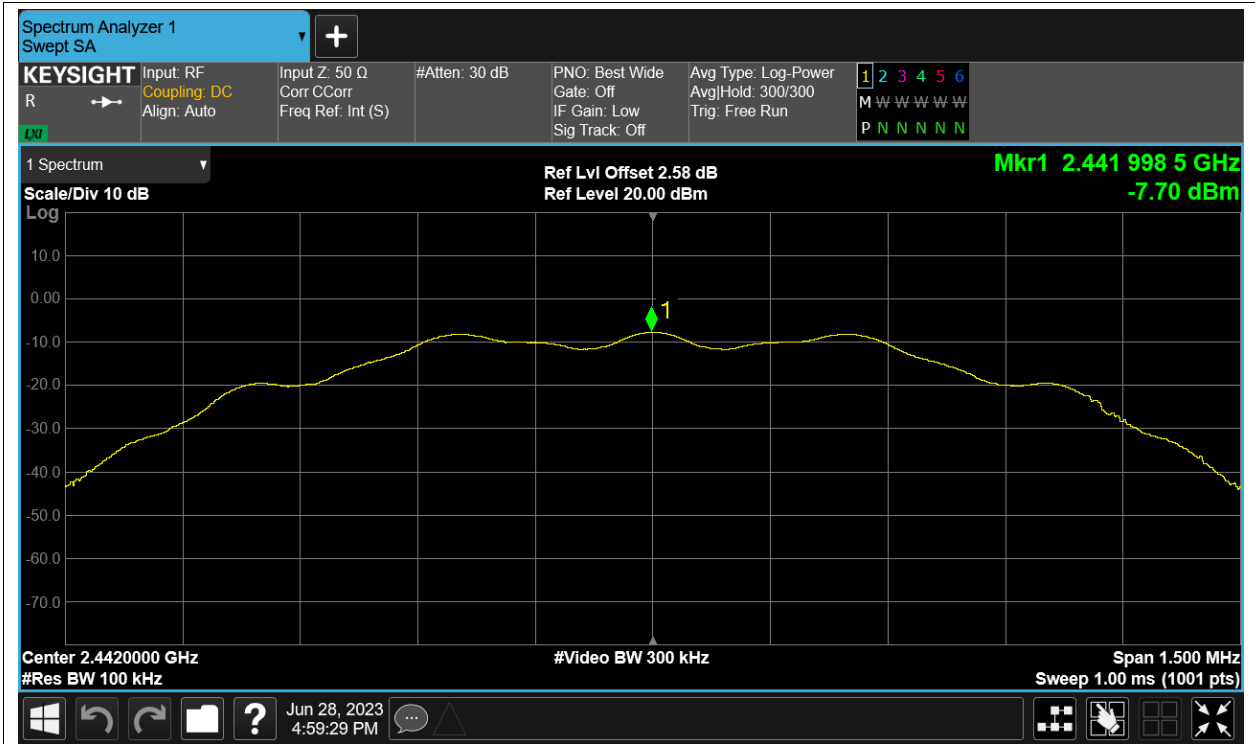 Spectrum Analyzer 1
Swept SA
KEYSIGHT
R
LXI
Input: RF
Coupling: DC
Align: Auto
Input Z: 50 Ω
Corr CCorr
Freq Ref: Int (S)
#Atten: 30 dB
PNO: Best Wide
Gate: Off
IF Gain: Low
Sig Track: Off
Avg Type: Log-Power
Avg|Hold: 300/300
Trig: Free Run
1 2 3 4 5 6
M W W W W W
P N N N N N
1 Spectrum
Scale/Div 10 dB
Log
Ref Lvl Offset 2.58 dB
Ref Level 20.00 dBm
Mkr1 2.441 998 5 GHz
-7.70 dBm
10.0
0.00
-10.0
-20.0
-30.0
-40.0
-50.0
-60.0
-70.0
1
Center 2.4420000 GHz
#Video BW 300 kHz
Span 1.500 MHz
#Res BW 100 kHz
Sweep 1.00 ms (1001 pts)
?
Jun 28, 2023
4:59:29 PM